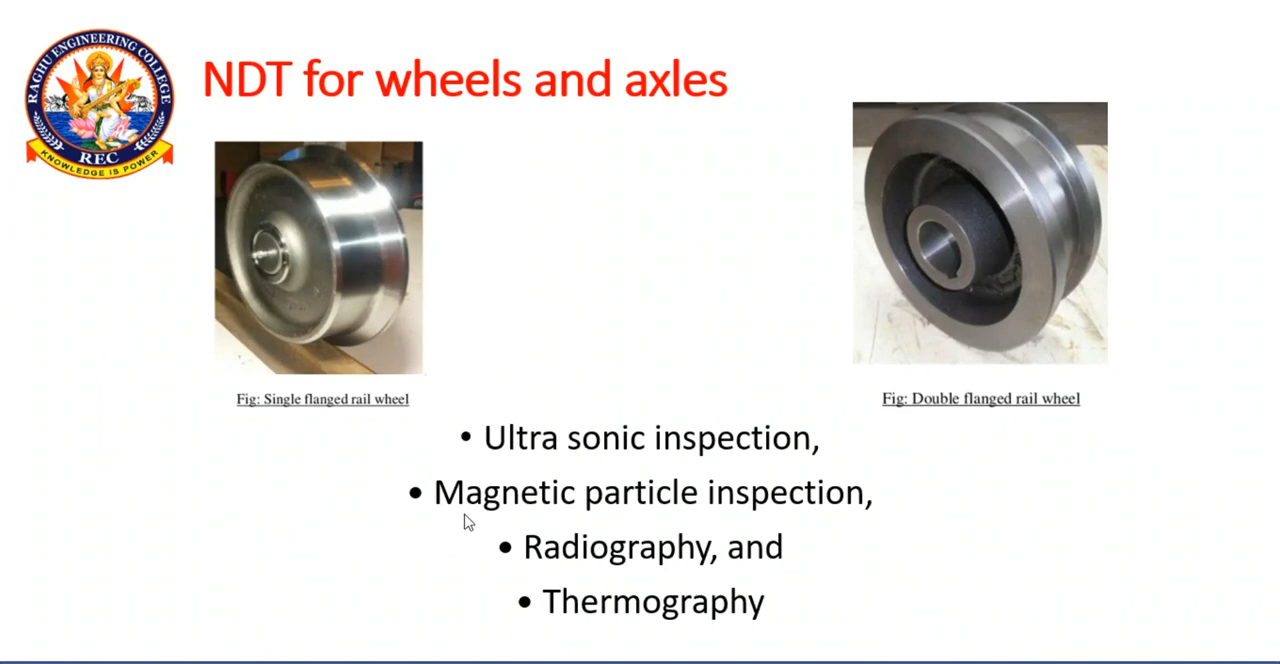 RAGHU ENGINEERING COLLEGE
REC
KNOWLEDGE IS POWER
NDT for wheels and axles
Fig: Single flanged rail wheel
Fig: Double flanged rail wheel
• Ultra sonic inspection,
• Magnetic particle inspection,
• Radiography, and
• Thermography